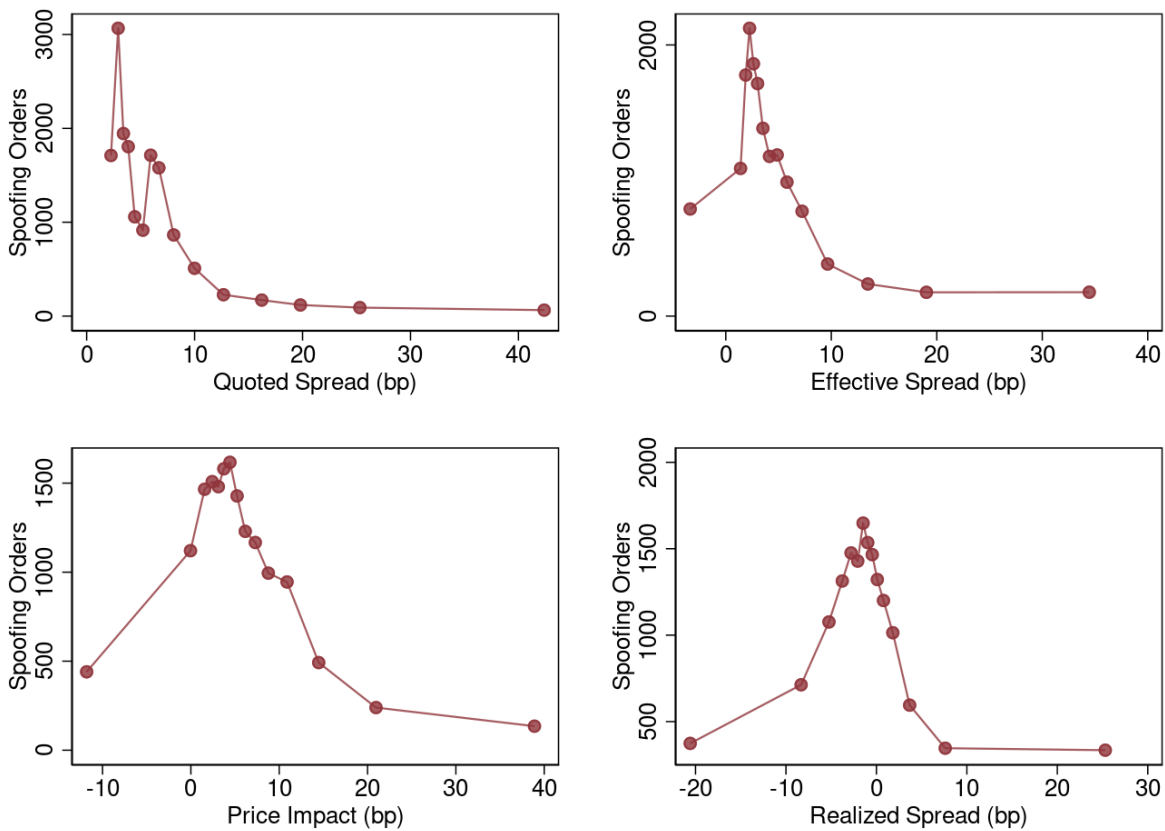 Spoofing Orders
3000
2000
1000
0
0 10 20 30 40
Quoted Spread (bp)
Spoofing Orders
2000
0
0 10 20 30 40
Effective Spread (bp)
Spoofing Orders
1500
1000
500
0
-10 0 10 20 30 40
Price Impact (bp)
Spoofing Orders
2000
1500
1000
500
-20 -10 0 10 20 30
Realized Spread (bp)